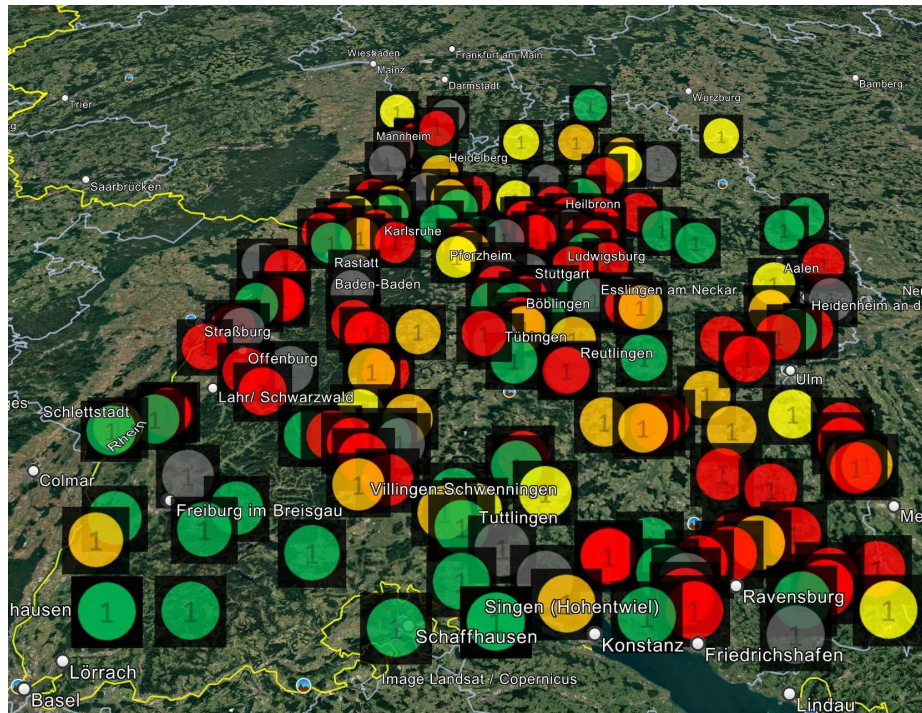 Wiesbaden
Frankfurt am Main
Mainz
Darmstadt
Trier
Würzburg
Bamberg
Mannheim
Heidelberg
Saarbrücken
Heilbronn
Karlsruhe
Pforzheim
Ludwigsburg
Rastatt
Stuttgart
Aalen
Baden-Baden
Esslingen am Neckar
Böblingen
Heidenheim an d
Straßburg
Tübingen
Offenburg
Reutlingen
Ulm
Lahr/ Schwarzwald
Schlettstadt
Rhein
Colmar
Villingen-Schwenningen
Freiburg im Breisgau
Tuttlingen
Me
hausen
Singen (Hohentwiel)
Ravensburg
Schaffhausen
Konstanz
Friedrichshafen
Lörrach
Image Landsat / Copernicus
Basel
Lindau